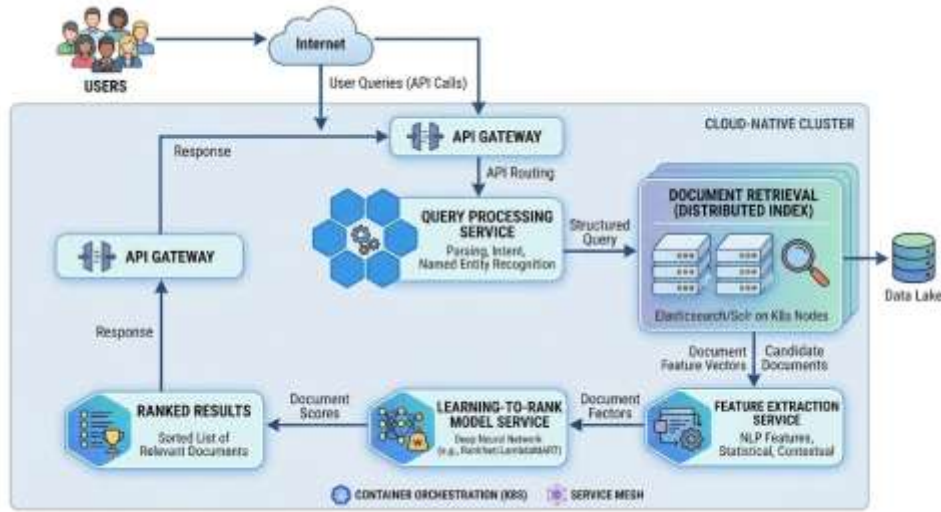 Internet
USERS
User Queries (API Calls)
CLOUD-NATIVE CLUSTER
API GATEWAY
Response
API Routing
QUERY PROCESSING
SERVICE
Parsing, Intent,
Named Entity Recognition
Structured
Query
DOCUMENT RETRIEVAL
(DISTRIBUTED INDEX)
Elasticsearch/Solr on K8s Nodes
Data Lake
API GATEWAY
Response
Document
Feature Vectors
Candidate
Documents
RANKED RESULTS
Sorted List of
Relevant Documents
Document
Scores
LEARNING-TO-RANK
MODEL SERVICE
Deep Neural Network
(e.g.,
Document
Factors
FEATURE EXTRACTION
SERVICE
NLP Features,
Statistical, Contextual
CONTAINER ORCHESTRATION (K8S)
SERVICE MESH